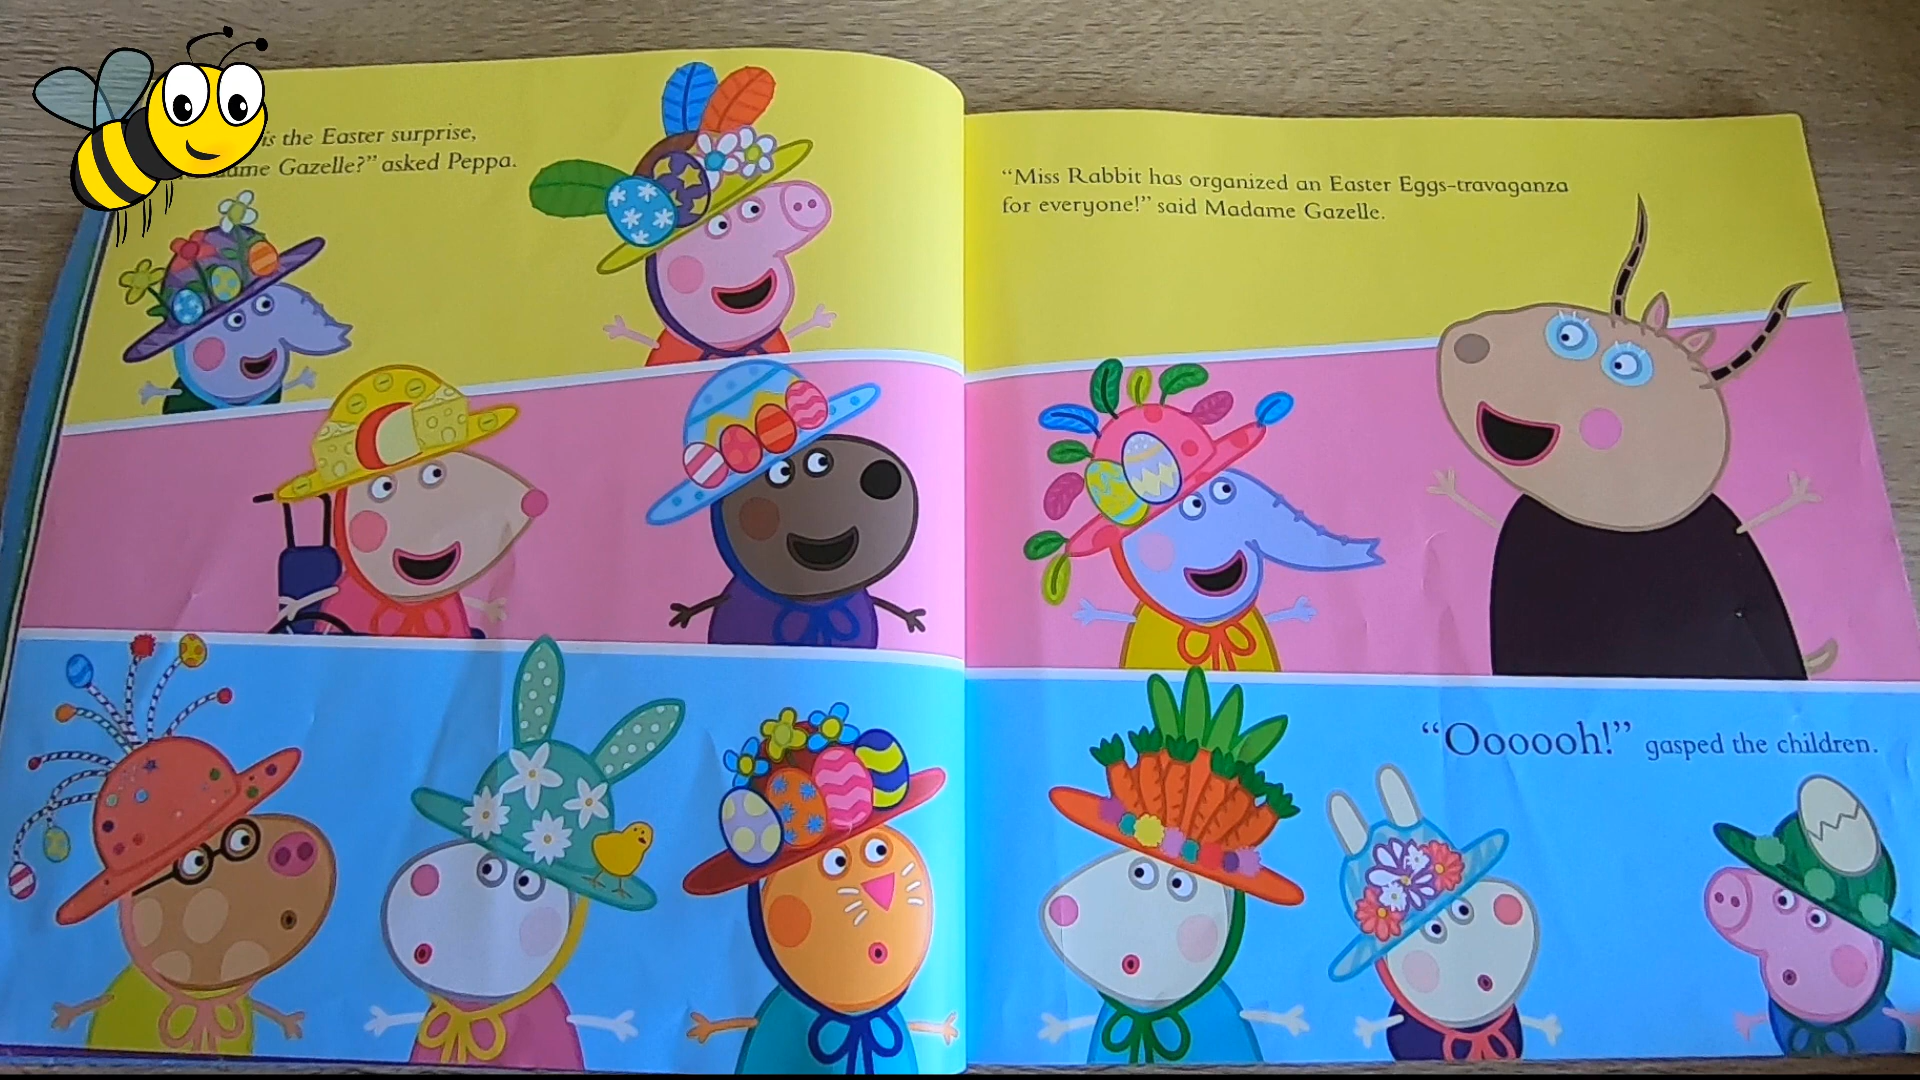 is the Easter surprise,
Gazelle?” asked Peppa.
“Miss Rabbit has organized an Easter Eggs-travaganza
for everyone!” said Madame Gazelle.
“Oooooh!” gasped the children.